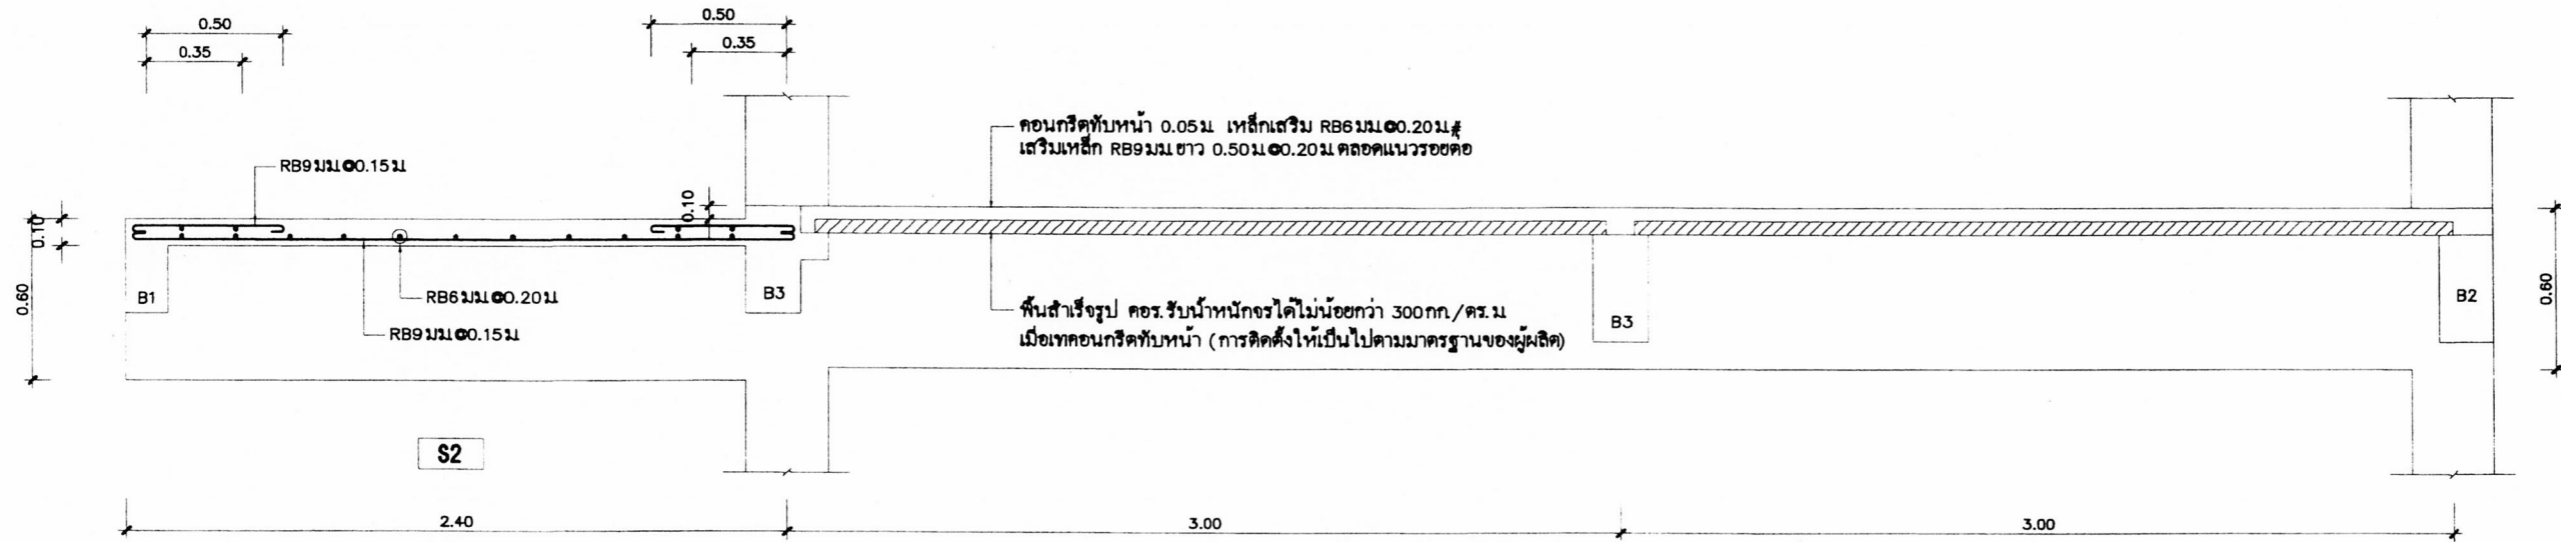 0.50
0.35
0.50
0.35
คอนกรีตทับหน้า 0.05ม เหล็กเสริม RB6มม@0.20ม#
เสริมเหล็ก RB9มมยาว 0.50ม@0.20มตลอดแนวรอยต่อ
RB9มม@0.15ม
0.10
0.10
0.60
B1
RB6มม@0.20ม
RB9มม@0.15ม
B3
พื้นสำเร็จรูป คอร.รับน้ำหนักจรได้ไม่น้อยกว่า 300กก/ตร.ม
เมื่อเทคอนกรีตทับหน้า (การติดตั้งให้เป็นไปตามมาตรฐานของผู้ผลิต)
B3
B2
0.60
S2
2.40
3.00
3.00